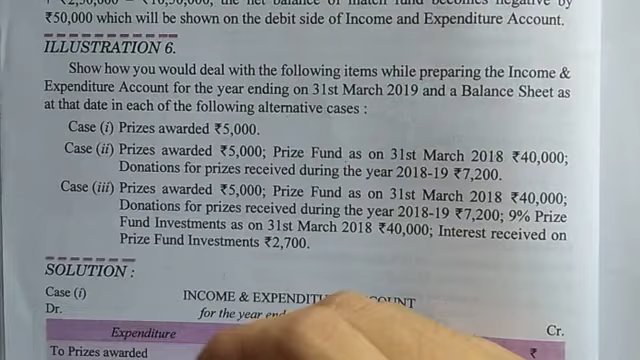 ₹50,000 which will be shown on the debit side of Income and Expenditure Account.
ILLUSTRATION 6.
Show how you would deal with the following items while preparing the Income &
Expenditure Account for the year ending on 31st March 2019 and a Balance Sheet as
at that date in each of the following alternative cases :
Case (i) Prizes awarded ₹5,000.
Case (ii) Prizes awarded ₹5,000; Prize Fund as on 31st March 2018 ₹40,000;
Donations for prizes received during the year 2018-19 ₹7,200.
Case (iii) Prizes awarded ₹5,000; Prize Fund as on 31st March 2018 ₹40,000;
Donations for prizes received during the year 2018-19 ₹7,200; 9% Prize
Fund Investments as on 31st March 2018 ₹40,000; Interest received on
Prize Fund Investments ₹2,700.
SOLUTION :
Case (i) INCOME &
Dr. for the year Cr.
Expenditure ₹
To Prizes awarded